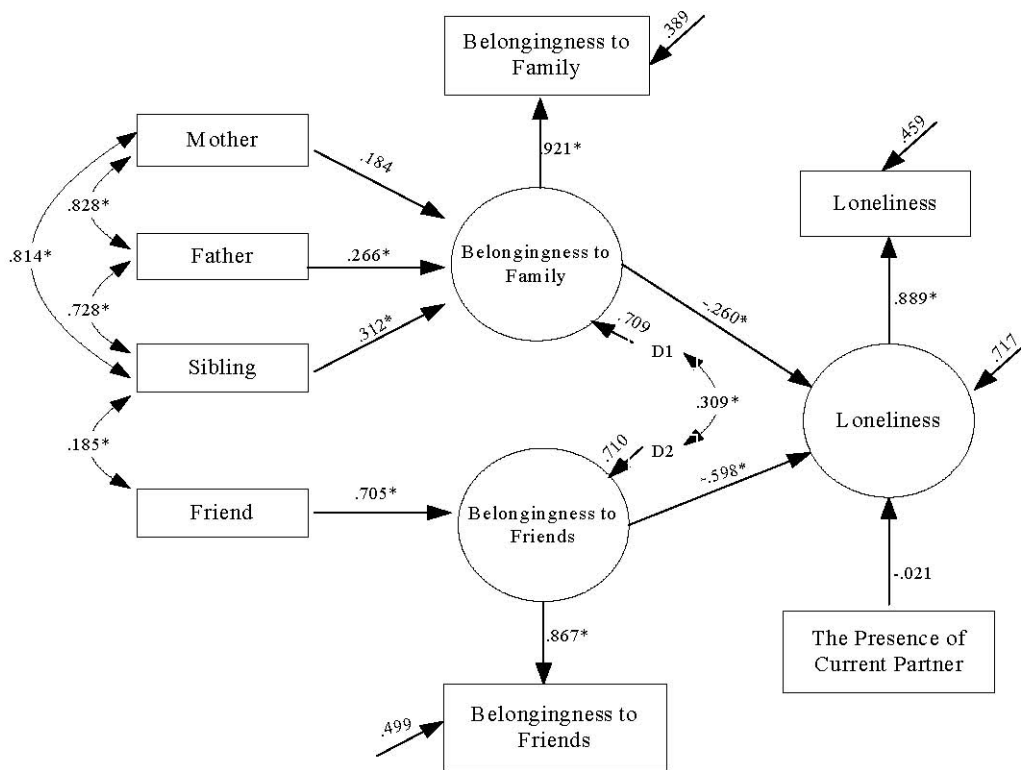 Belongingness to
Family
.389
.921*
Mother
.184
.828*
.814*
Father
.266*
.728*
Sibling
.312*
.185*
Friend
.705*
Belongingness to
Family
.709
D1
.309*
D2
.710
-.260*
-.598*
Belongingness to
Friends
.867*
.499
Belongingness to
Friends
.459
Loneliness
.889*
.717
Loneliness
-.021
The Presence of
Current Partner